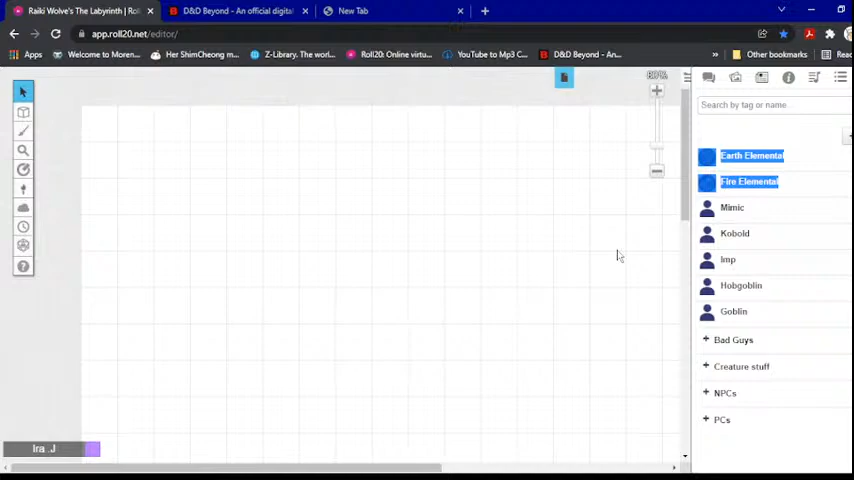 Raiki Wolve's The Labyrinth | Rol
D&D Beyond - An official digital
New Tab
app.roll20.net/editor/
Apps
Welcome to Moren...
Her ShimCheong m...
Z-Library. The worl...
Roll20: Online virtu...
YouTube to Mp3 C...
D&D Beyond - An...
Other bookmarks
80%
Search by tag or name
Earth Elemental
Fire Elemental
Mimic
Kobold
Imp
Hobgoblin
Goblin
+ Bad Guys
+ Creature stuff
+ NPCs
+ PCs
Ira .J